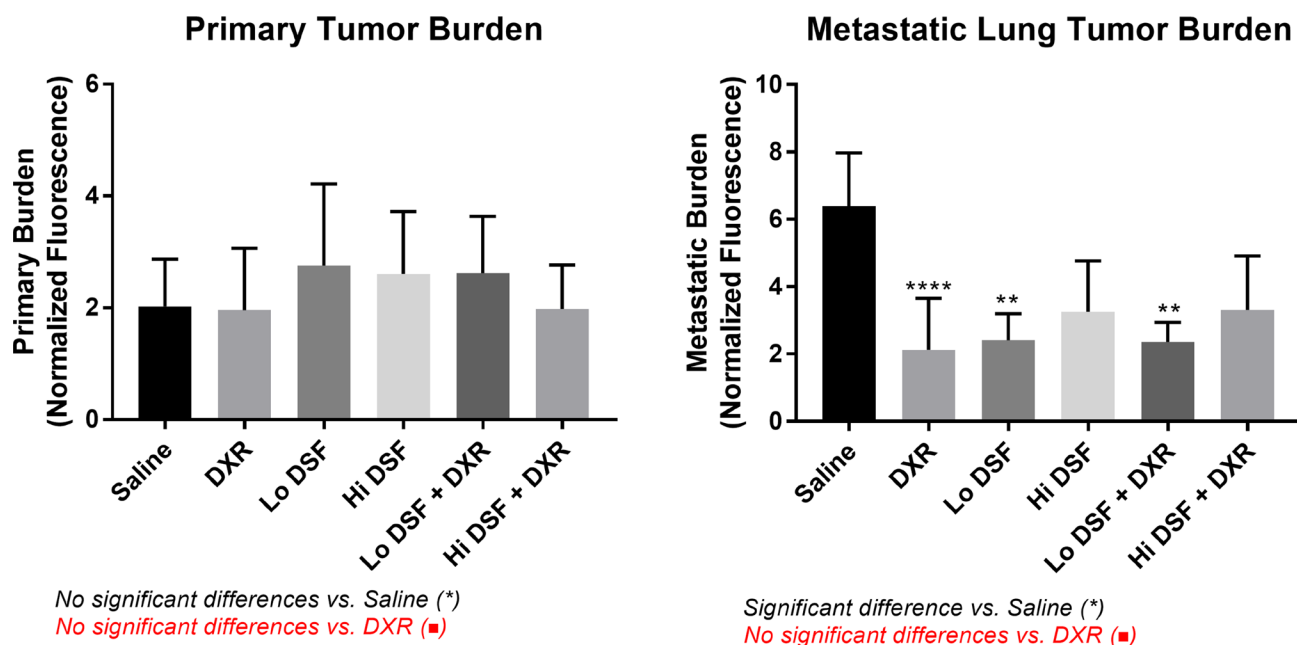 Primary Tumor Burden
Primary Burden
(Normalized Fluorescence)
6
4
2
0
Saline
DXR
Lo DSF
Hi DSF
Lo DSF + DXR
Hi DSF + DXR
No significant differences vs. Saline (*)
No significant differences vs. DXR (■)
Metastatic Lung Tumor Burden
Metastatic Burden
(Normalized Fluorescence)
10
8
6
4
2
0
****
**
**
Saline
DXR
Lo DSF
Hi DSF
Lo DSF + DXR
Hi DSF + DXR
Significant difference vs. Saline (*)
No significant differences vs. DXR (■)